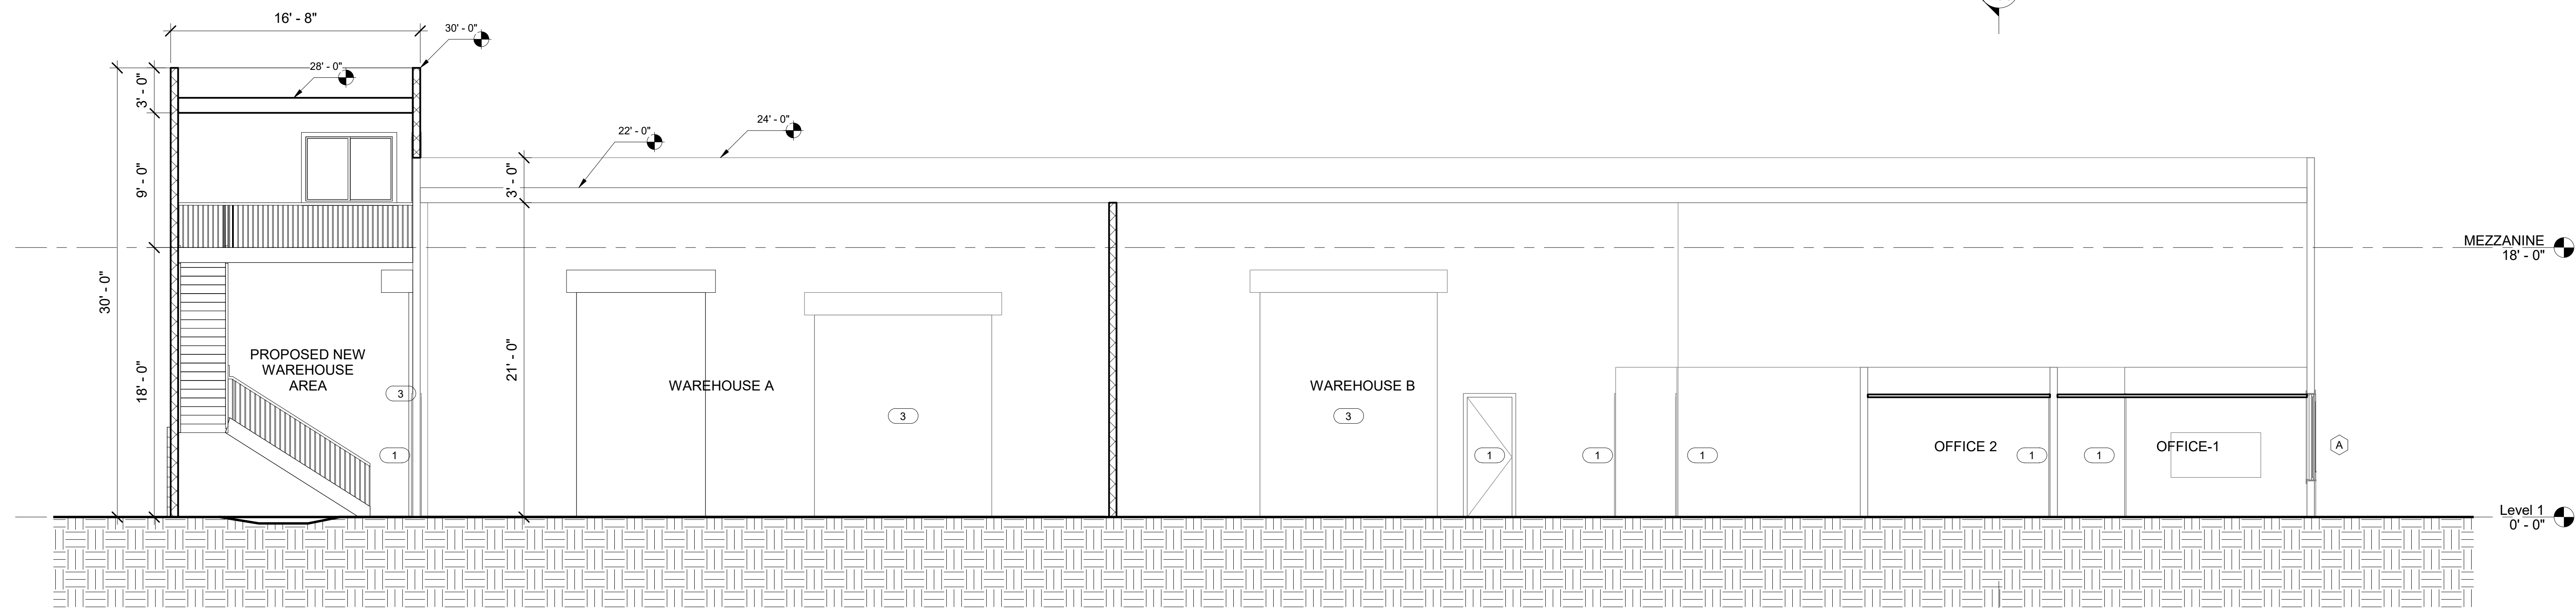 16' - 8"
30' - 0"
28' - 0"
3' - 0"
24' - 0"
22' - 0"
9' - 0"
3' - 0"
MEZZANINE
18' - 0"
30' - 0"
PROPOSED NEW
WAREHOUSE
AREA
18' - 0"
21' - 0"
WAREHOUSE A
WAREHOUSE B
3
3
3
OFFICE 2
OFFICE-1
A
1
1
1
1
1
1
Level 1
0' - 0"